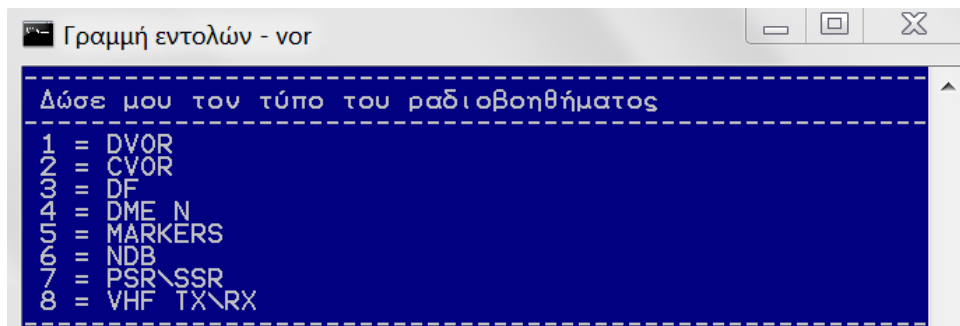 Γραμμή εντολών - vor
Δώσε μου τον τύπο του ραδιοβοηθήματος
1 = DVOR
2 = CVOR
3 = DF
4 = DME N
5 = MARKERS
6 = NDB
7 = PSR\SSR
8 = VHF TX\RX